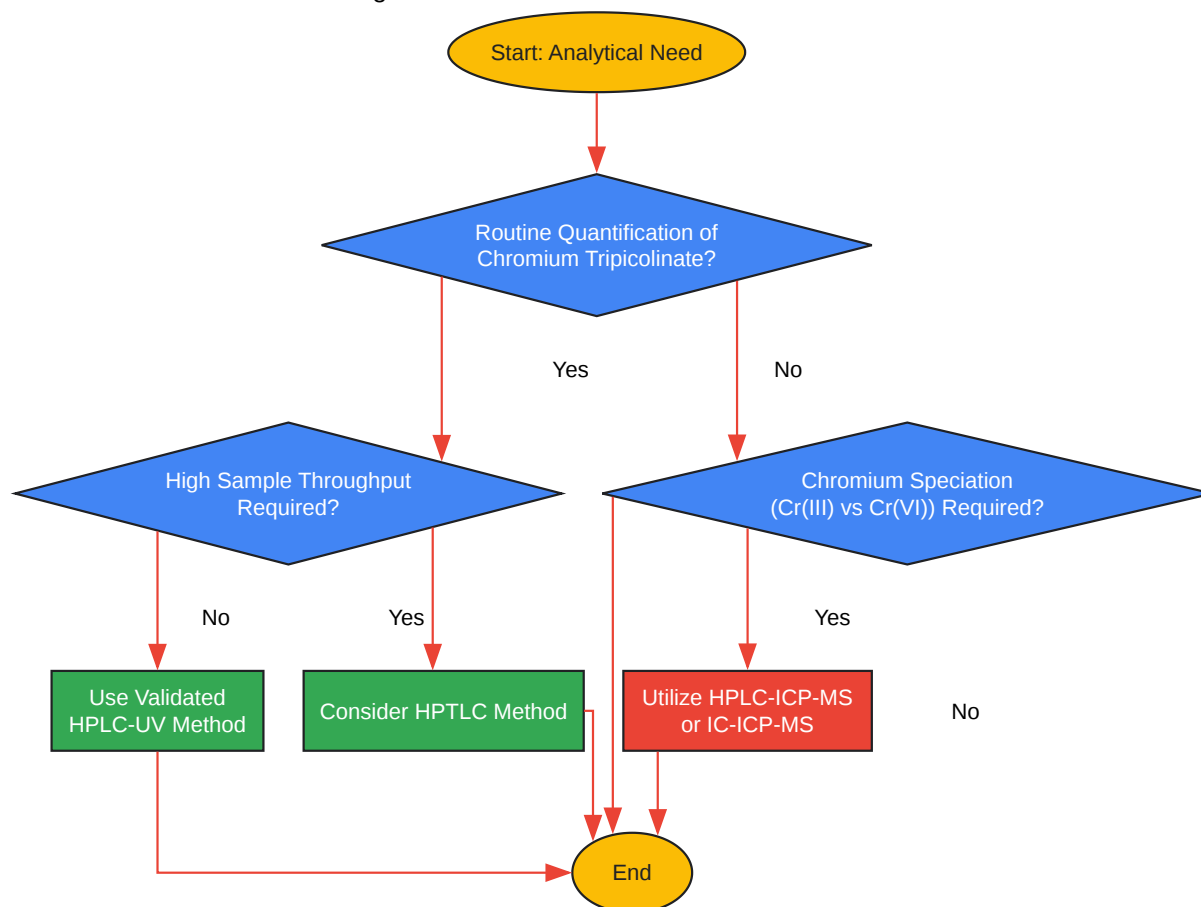 g
Start: Analytical Need
Routine Quantification of
Chromium Tripicolinate?
Yes
No
High Sample Throughput
Required?
Chromium Speciation
(Cr(III) vs Cr(VI)) Required?
No
Yes
Yes
Use Validated
HPLC-UV Method
Consider HPTLC Method
Utilize HPLC-ICP-MS
or IC-ICP-MS
No
End